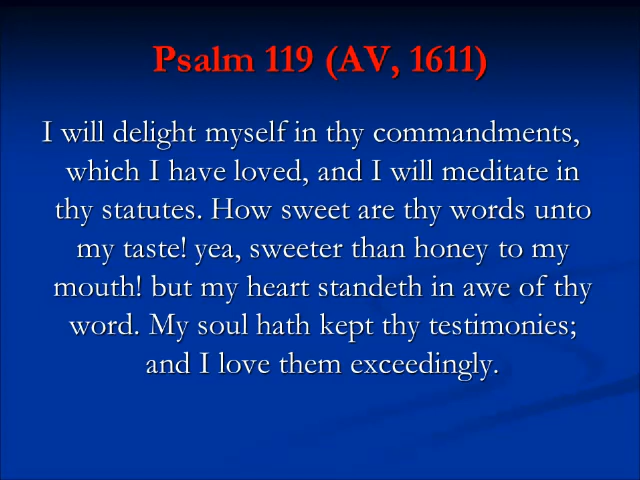 Psalm 119 (AV, 1611)
I will delight myself in thy commandments,
which I have loved, and I will meditate in
thy statutes. How sweet are thy words unto
my taste! yea, sweeter than honey to my
mouth! but my heart standeth in awe of thy
word. My soul hath kept thy testimonies;
and I love them exceedingly.